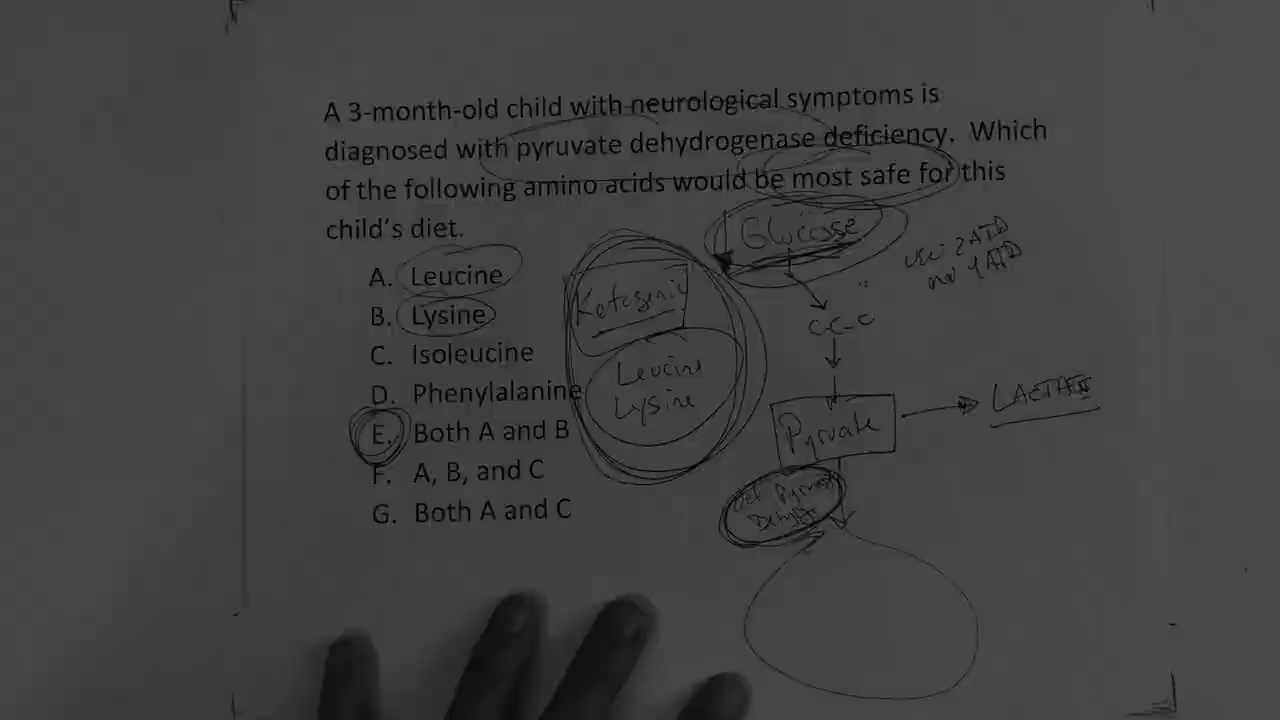 A 3-month-old child with neurological symptoms is
diagnosed with pyruvate dehydrogenase deficiency. Which
of the following amino acids would be most safe for this
child's diet.
A. Leucine
B. Lysine
C. Isoleucine
D. Phenylalanine
E. Both A and B
F. A, B, and C
G. Both A and C
Ketogenic
Leucine
Lysine
Glucose
C-C-C
Pyruvate
LACTATE